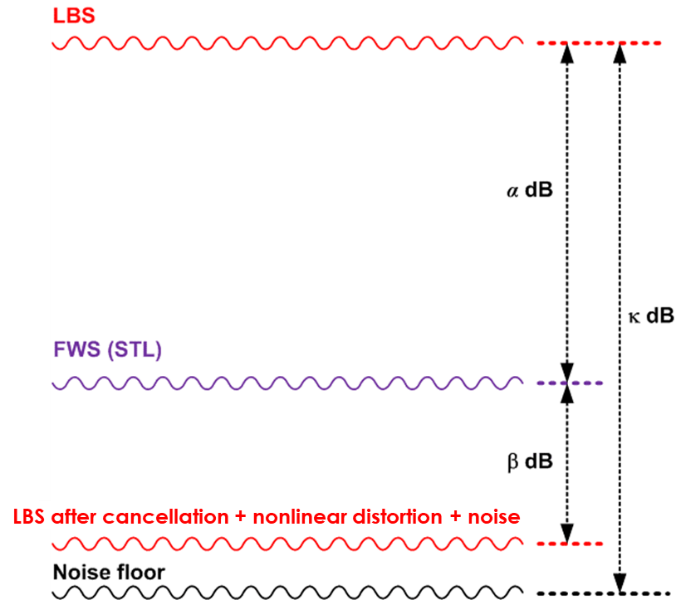 LBS
α dB
κ dB
FWS (STL)
β dB
LBS after cancellation + nonlinear distortion + noise
Noise floor